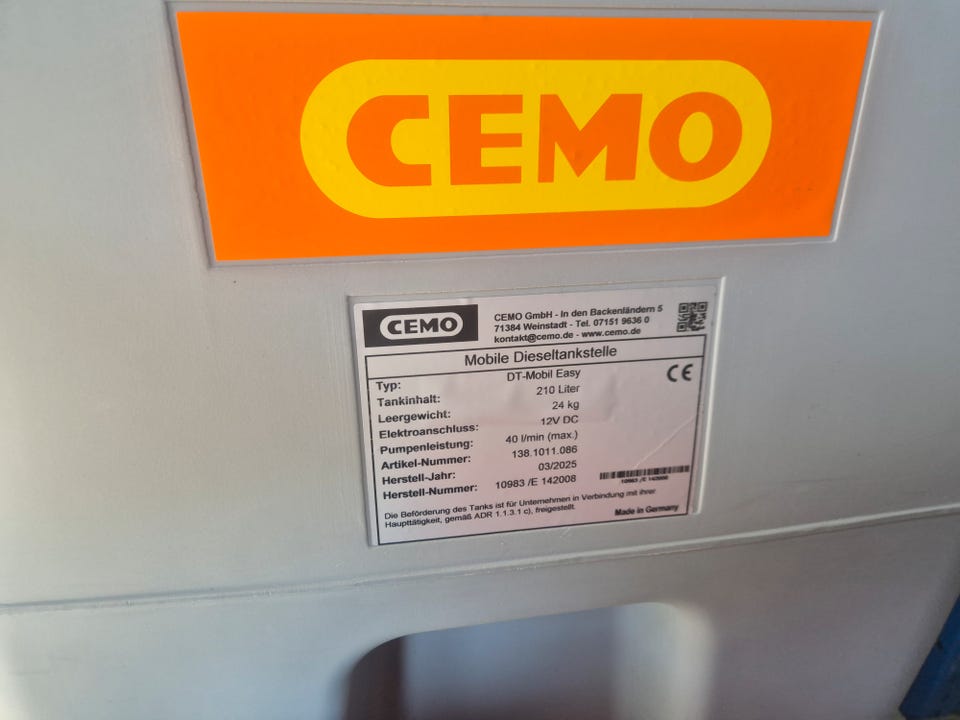 CEMO
CEMO
CEMO GmbH - In den Backenländern 5
71384 Weinstadt - Tel. 07151 9636 0
kontakt@cemo.de - www.cemo.de
Mobile Dieseltankstelle
Typ: DT-Mobil Easy
Tankinhalt: 210 Liter
Leergewicht: 24 kg
Elektroanschluss: 12V DC
Pumpenleistung: 40 l/min (max.)
Artikel-Nummer: 138.1011.086
Herstell-Jahr: 03/2025
Herstell-Nummer: 10983 /E 142008
CE
10983 /E 142008
Die Beförderung des Tanks ist für Unternehmen in Verbindung mit ihrer
Haupttätigkeit, gemäß ADR 1.1.3.1 c), freigestellt.
Made in Germany